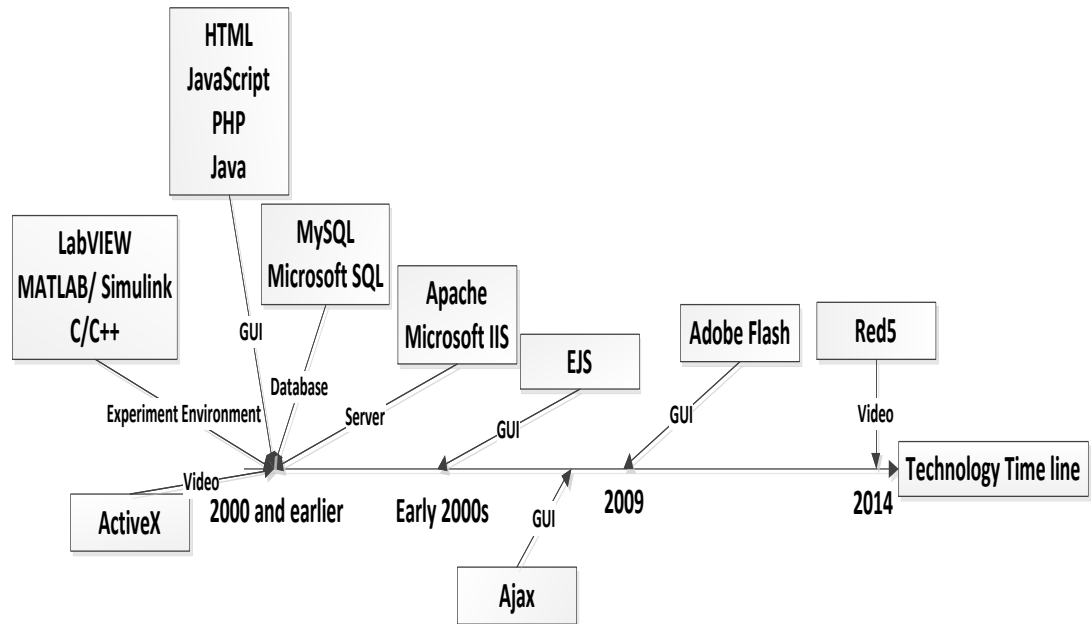 HTML
JavaScript
PHP
Java
LabVIEW
MATLAB/ Simulink
C/C++
MySQL
Microsoft SQL
Apache
Microsoft IIS
EJS
Adobe Flash
Red5
GUI
Database
Experiment Environment
Server
GUI
GUI
Video
Video
ActiveX
2000 and earlier
Early 2000s
GUI
2009
2014
Technology Time line
Ajax